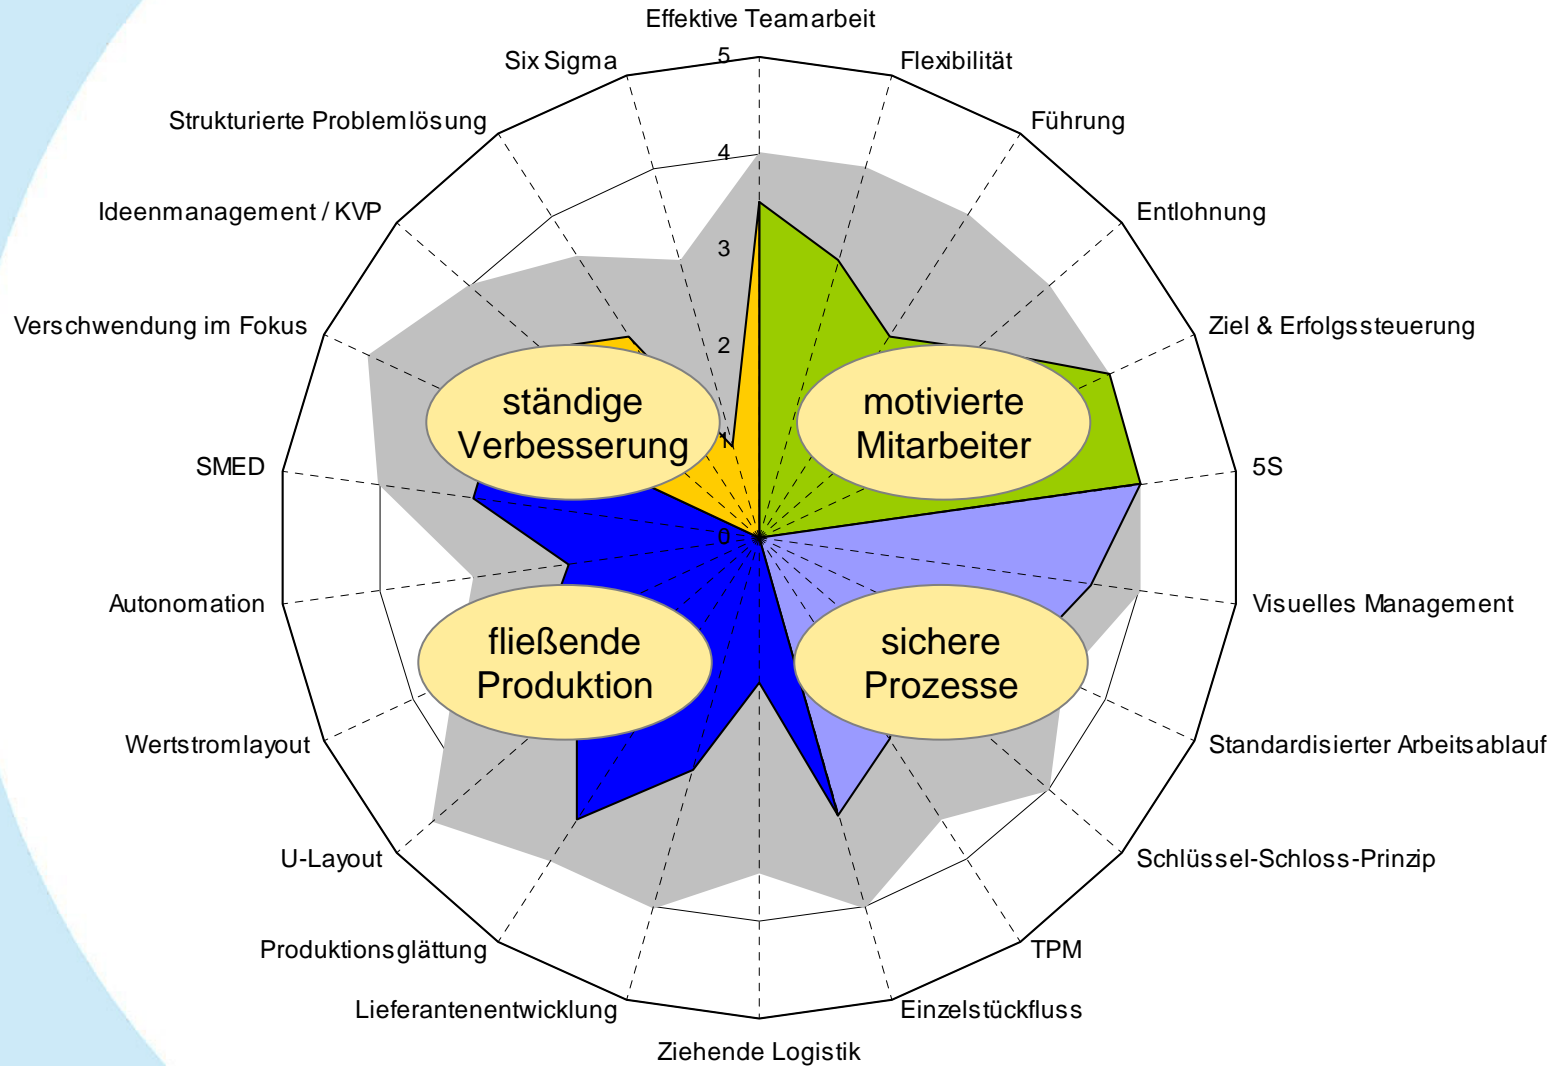 Effektive Teamarbeit
Six Sigma
5
Flexibilität
Strukturierte Problemlösung
Führung
4
Ideenmanagement / KVP
Entlohnung
3
Verschwendung im Fokus
Ziel & Erfolgssteuerung
2
ständige
Verbesserung
motivierte
Mitarbeiter
1
SMED
5S
0
Autonomation
Visuelles Management
fließende
Produktion
sichere
Prozesse
Wertstromlayout
Standardisierter Arbeitsablauf
U-Layout
Schlüssel-Schloss-Prinzip
Produktionsglättung
TPM
Lieferantenentwicklung
Einzelstückfluss
Ziehende Logistik